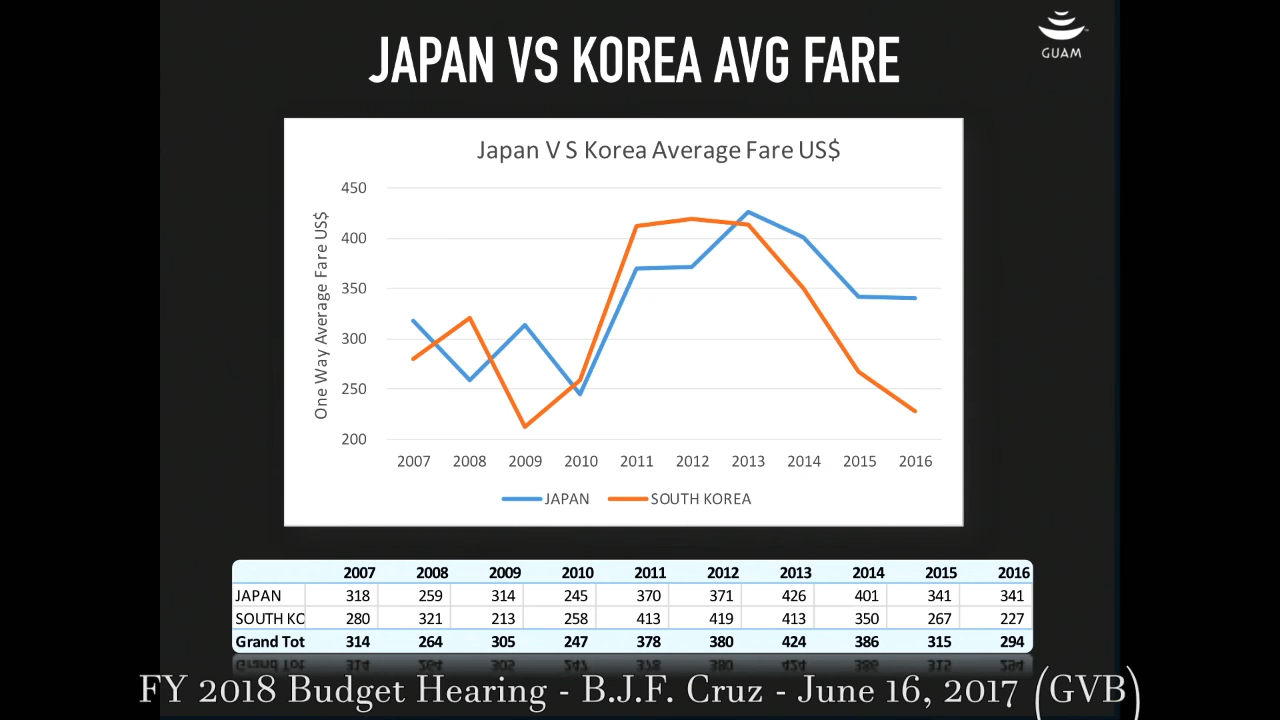 JAPAN VS KOREA AVG FARE
GUAM
Japan V S Korea Average Fare US$
One Way Average Fare US$
450
400
350
300
250
200
2007 2008 2009 2010 2011 2012 2013 2014 2015 2016
JAPAN SOUTH KOREA
2007 2008 2009 2010 2011 2012 2013 2014 2015 2016
JAPAN 318 259 314 245 370 371 426 401 341 341
SOUTH KO 280 321 213 258 413 419 413 350 267 227
Grand Tot 314 264 305 247 378 380 424 386 315 294
FY 2018 Budget Hearing - B.J.F. Cruz - June 16, 2017 (GVB)